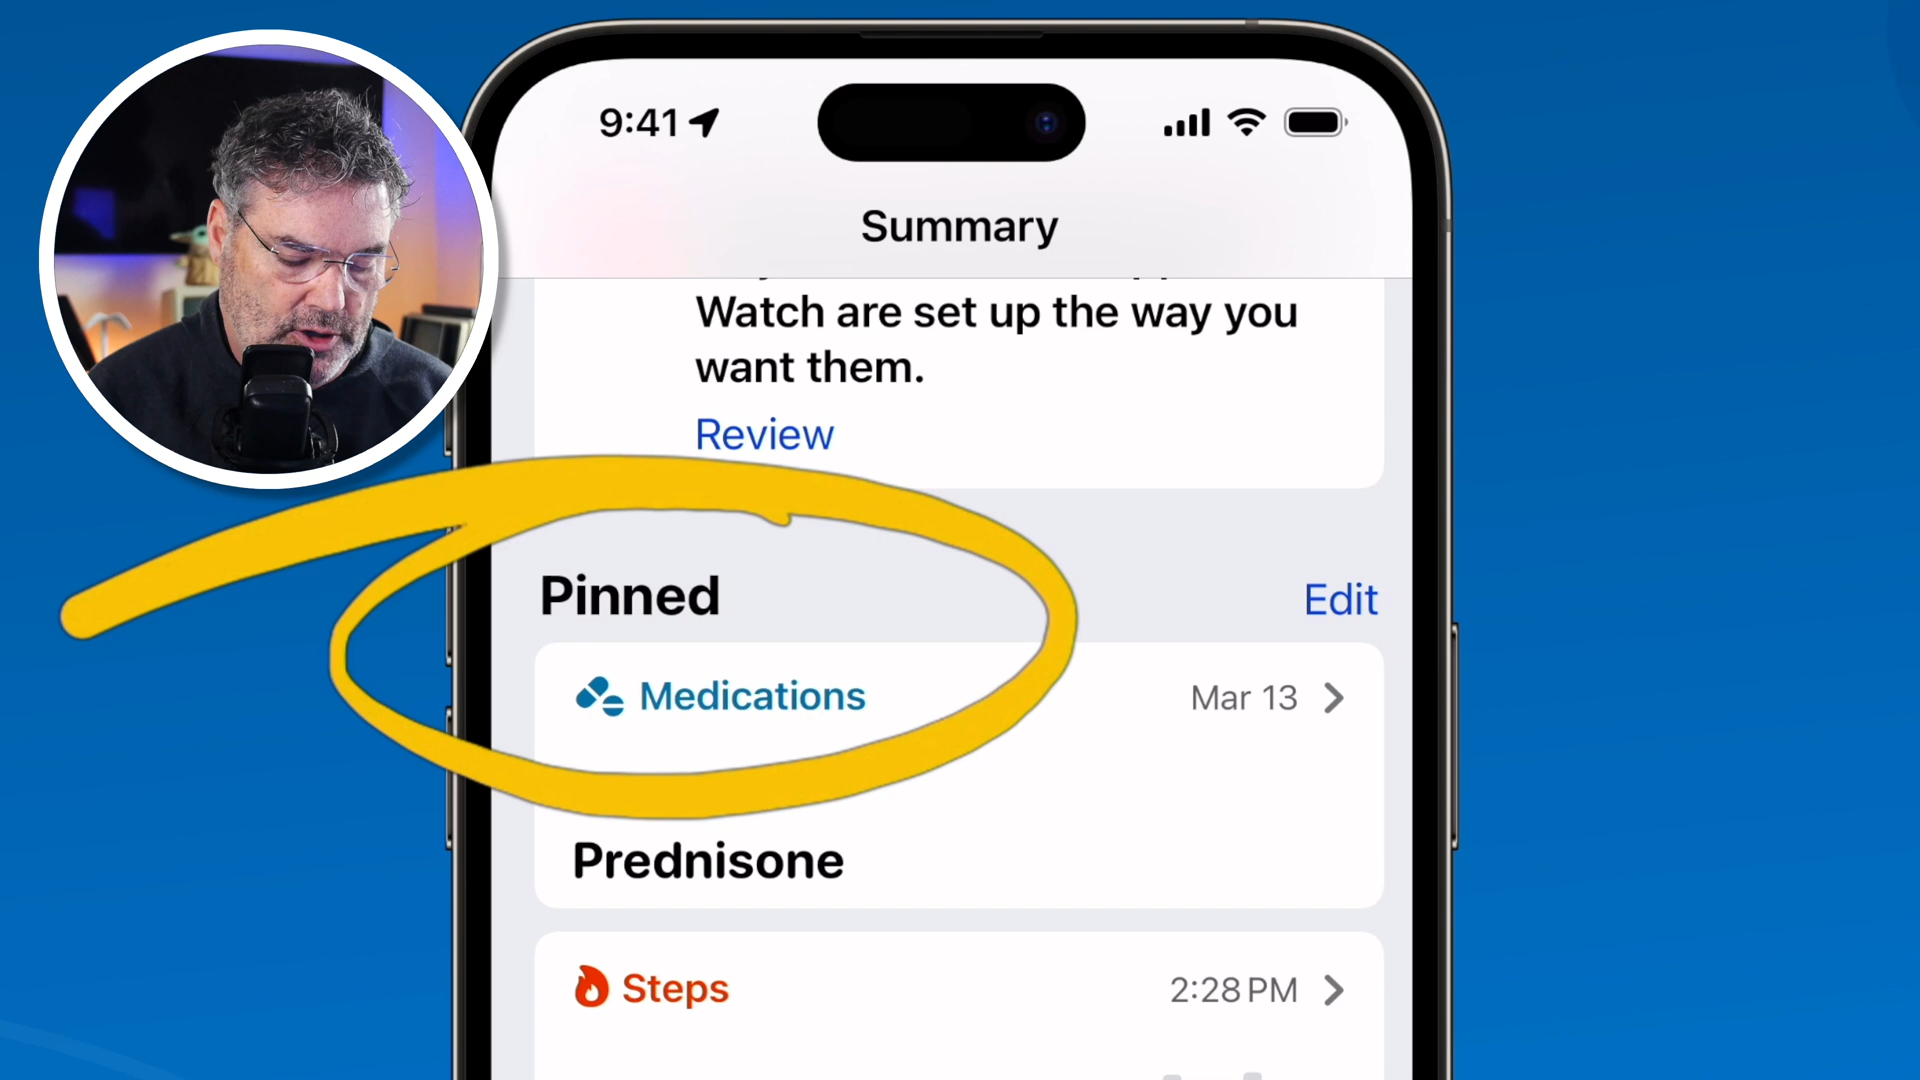 9:41
Summary
Watch are set up the way you
want them.
Review
Pinned
Edit
Medications
Mar 13
Prednisone
Steps
2:28 PM